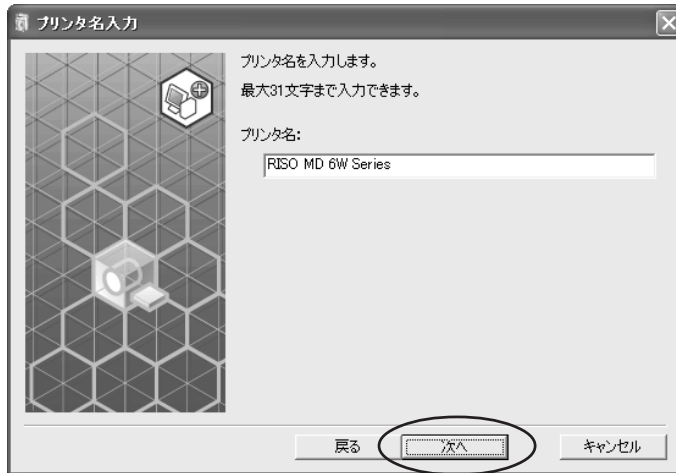 プリンタ名入力
プリンタ名を入力します。
最大31文字まで入力できます。
プリンタ名:
RISO MD 6W Series
戻る
次へ
キャンセル